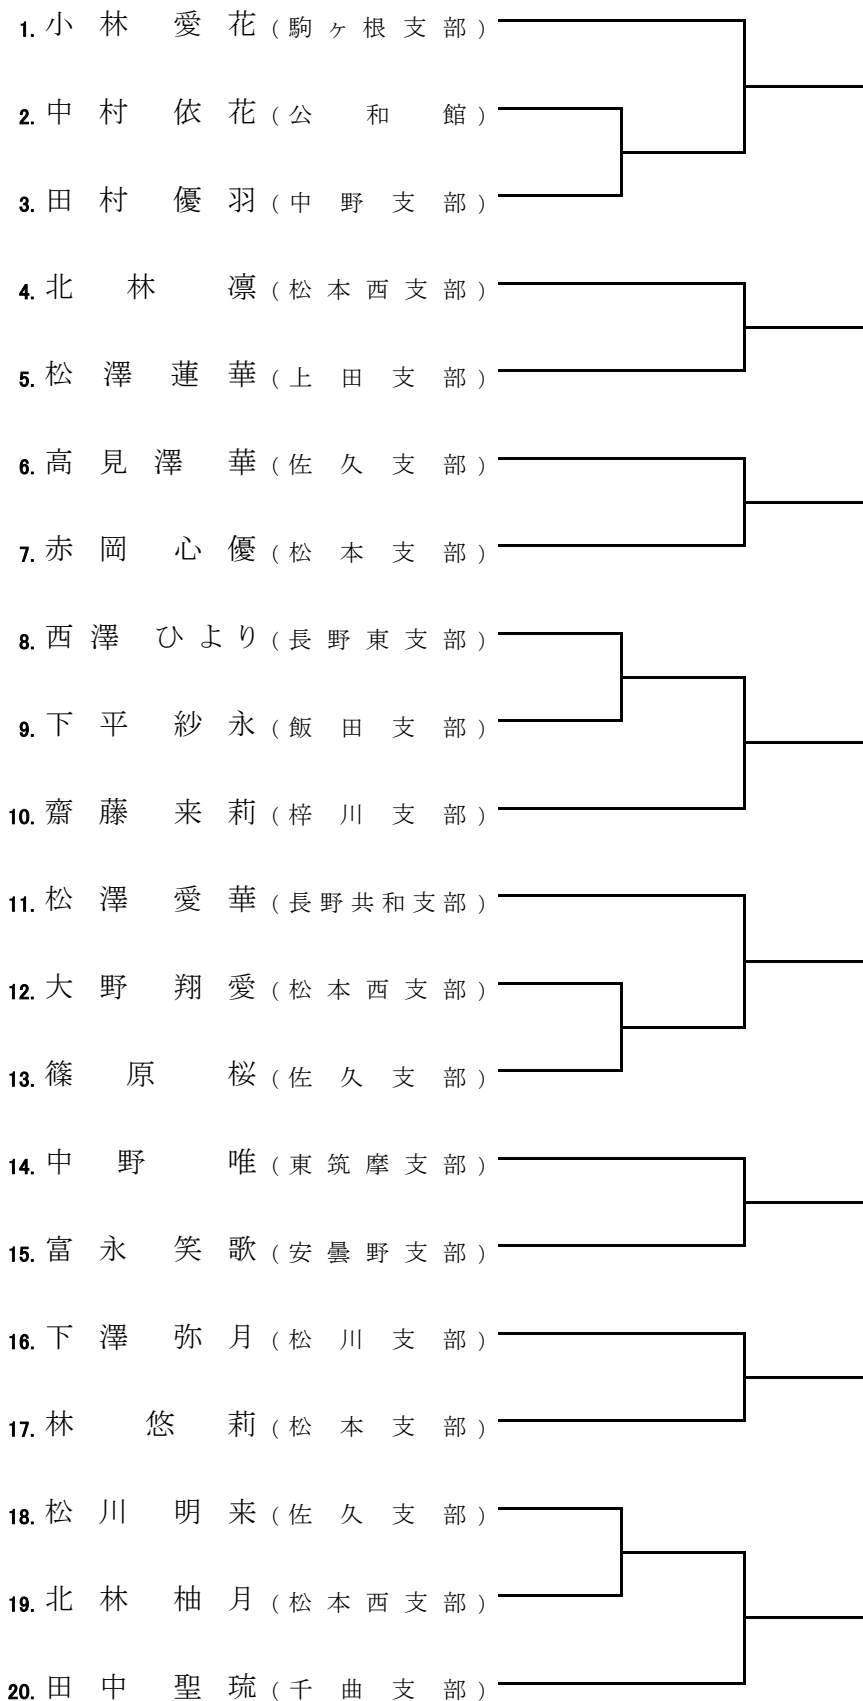 1. 小林 愛花 (駒ヶ根支部)
2. 中村 依花 (公和館)
3. 田村 優羽 (中野支部)
4. 北林 凛 (松本西支部)
5. 松澤 蓮華 (上田支部)
6. 高見澤 華 (佐久支部)
7. 赤岡 心優 (松本支部)
8. 西澤 ひより (長野東支部)
9. 下平 紗永 (飯田支部)
10. 齋藤 来莉 (梓川支部)
11. 松澤 愛華 (長野共和支部)
12. 大野 翔愛 (松本西支部)
13. 篠原 桜 (佐久支部)
14. 中野 唯 (東筑摩支部)
15. 富永 笑歌 (安曇野支部)
16. 下澤 弥月 (松川支部)
17. 林 悠莉 (松本支部)
18. 松川 明来 (佐久支部)
19. 北林 柚月 (松本西支部)
20. 田中 聖琉 (千曲支部)